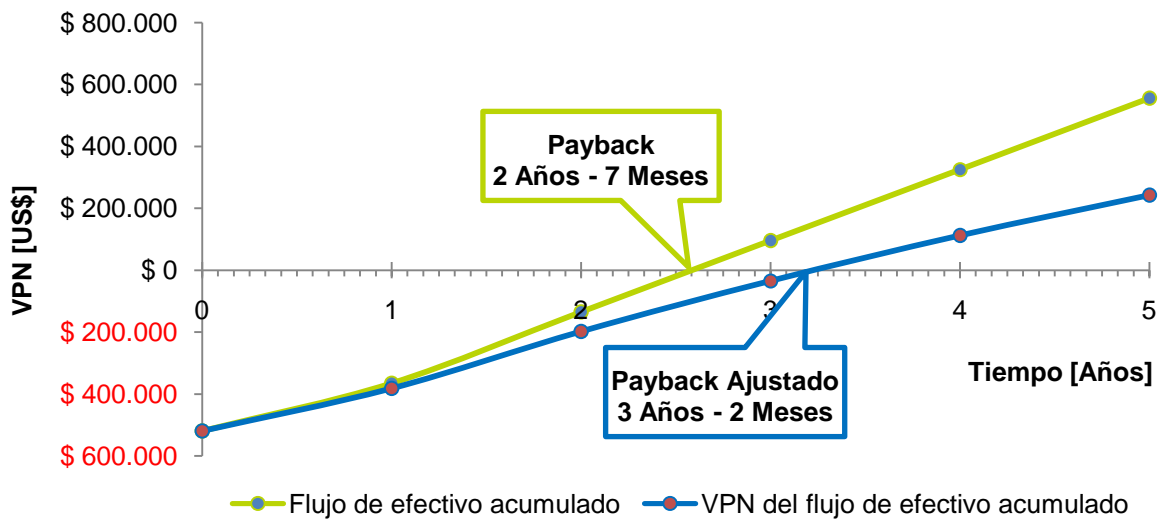 $ 800.000
$ 600.000
$ 400.000
$ 200.000
$ 0
$ 200.000
$ 400.000
$ 600.000
VPN [US$]
Payback
2 Años - 7 Meses
0 1 2 3 4 5
Payback Ajustado
3 Años - 2 Meses
Tiempo [Años]
Flujo de efectivo acumulado
VPN del flujo de efectivo acumulado